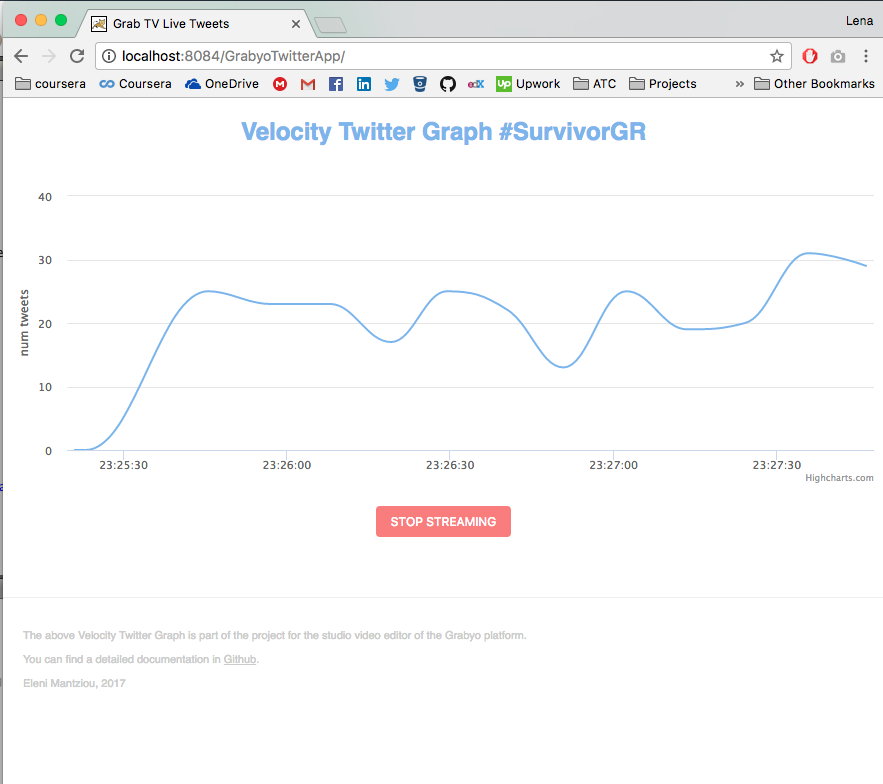 Grab TV Live Tweets
Lena
localhost:8084/GrabyoTwitterApp/
coursera Coursera OneDrive Upwork ATC Projects » Other Bookmarks
Velocity Twitter Graph #SurvivorGR
40
30
20
10
0
num tweets
23:25:30 23:26:00 23:26:30 23:27:00 23:27:30
Highcharts.com
STOP STREAMING
The above Velocity Twitter Graph is part of the project for the studio video editor of the Grabyo platform.
You can find a detailed documentation in Github.
Eleni Mantziou, 2017